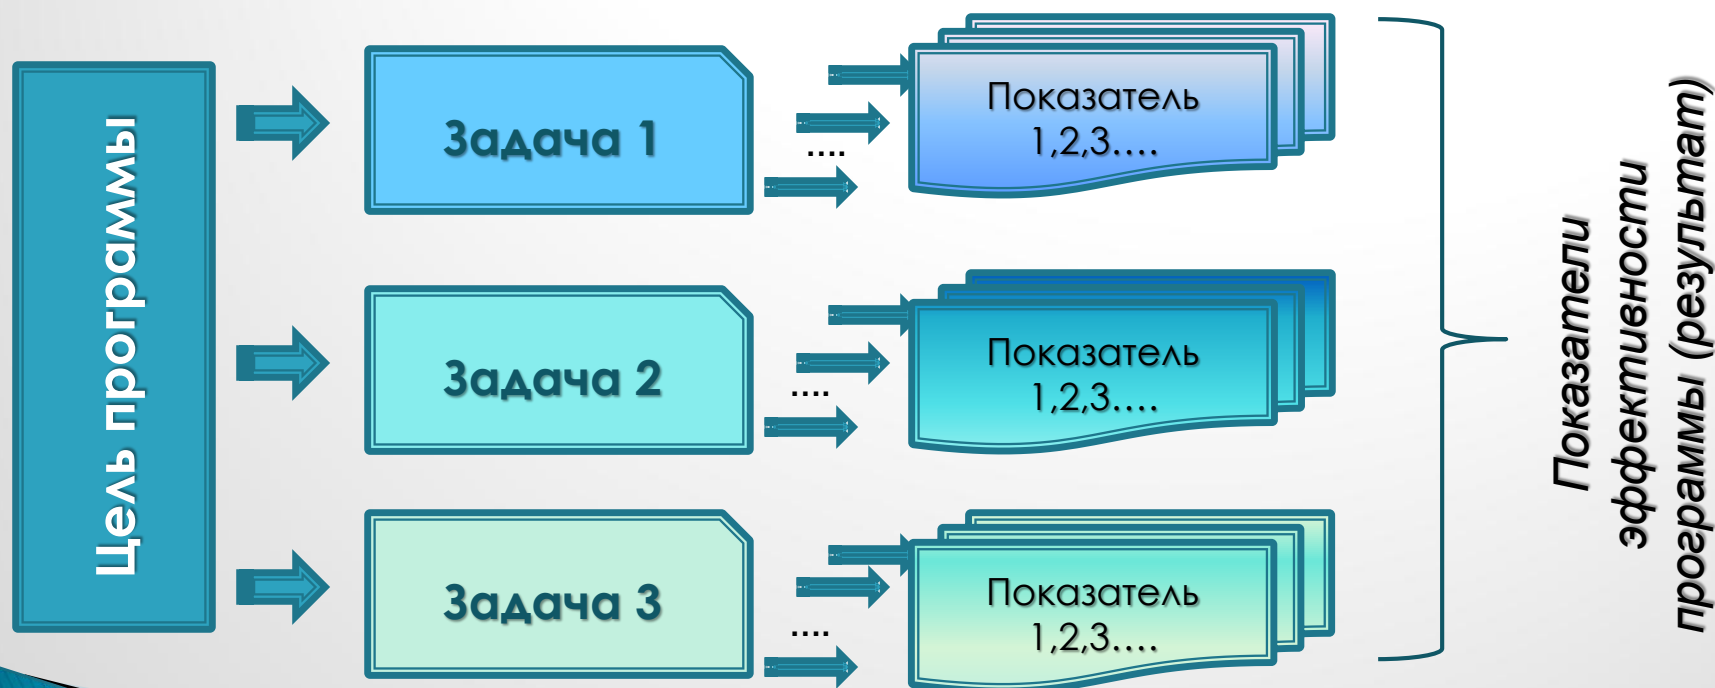 Цель программы
Задача 1
....
Показатель
1,2,3....
Задача 2
....
Показатель
1,2,3....
Задача 3
....
Показатель
1,2,3....
Показатели
эффективности
программы (результат)